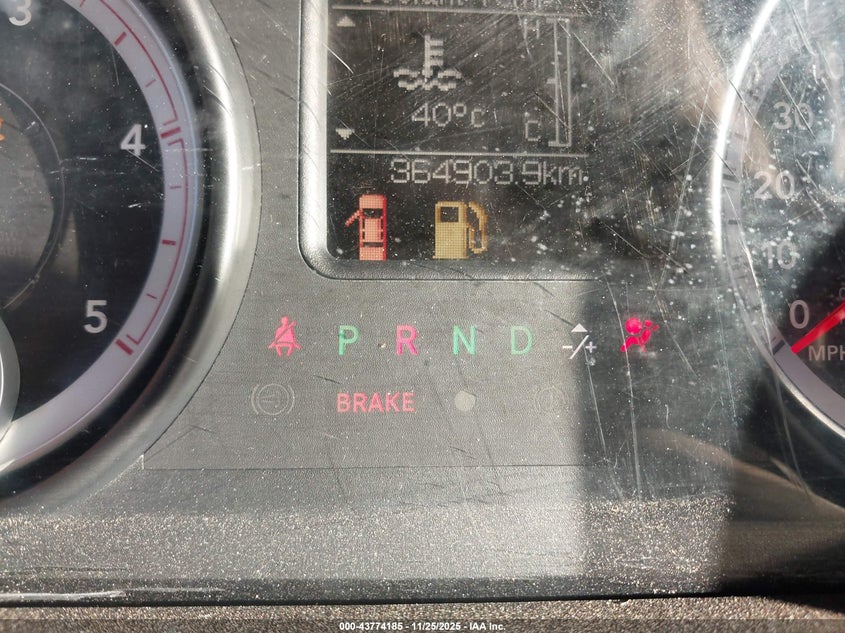 3
4
5
H
40°C
C
364903.9km
30
20
10
0
MPH
P R N D
-/+
BRAKE
000-43774185 - 11/25/2025 - IAA Inc.